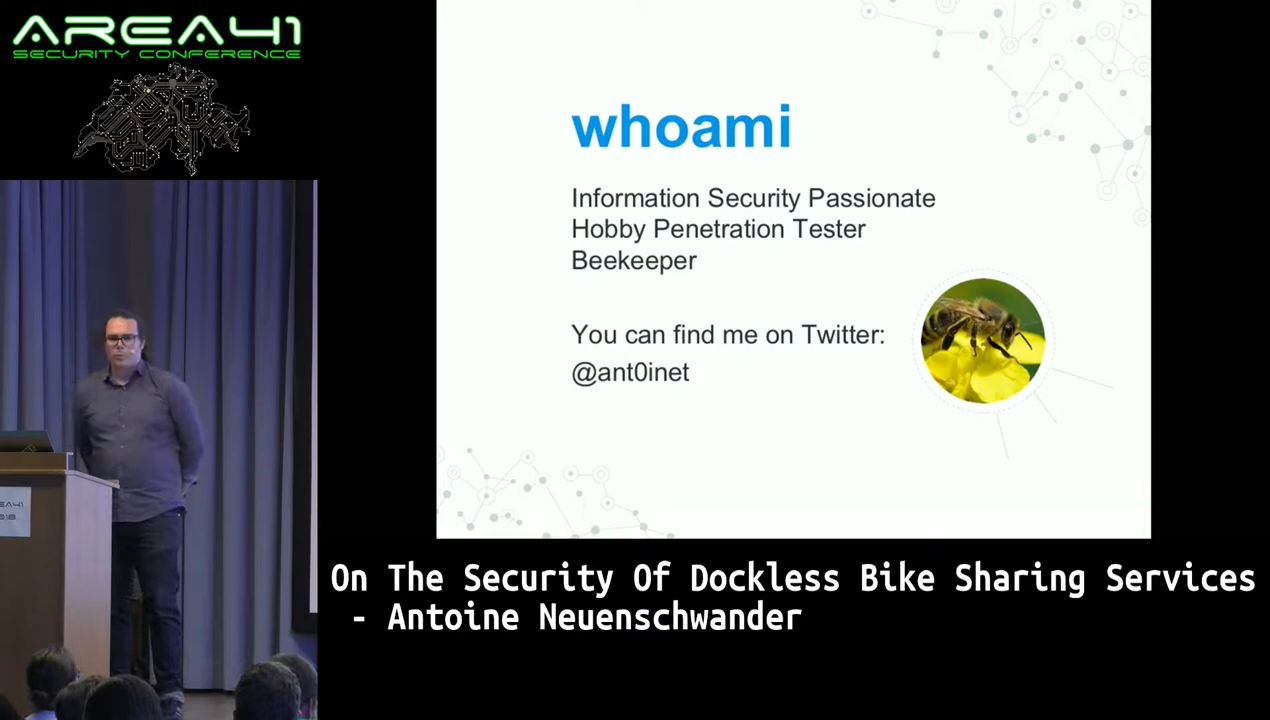 AREA41
SECURITY CONFERENCE
whoami
Information Security Passionate
Hobby Penetration Tester
Beekeeper
You can find me on Twitter:
@ant0inet
On The Security Of Dockless Bike Sharing Services
- Antoine Neuenschwander